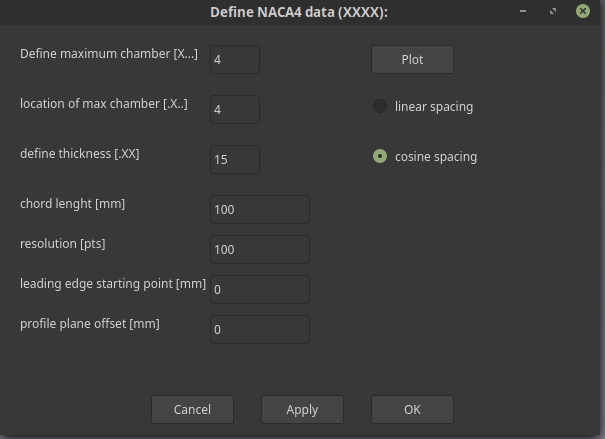 Define NACA4 data (XXXX):
Define maximum chamber [X...]
4
Plot
location of max chamber [.X..]
4
linear spacing
define thickness [.XX]
15
cosine spacing
chord lenght [mm]
100
resolution [pts]
100
leading edge starting point [mm]
0
profile plane offset [mm]
0
Cancel
Apply
OK